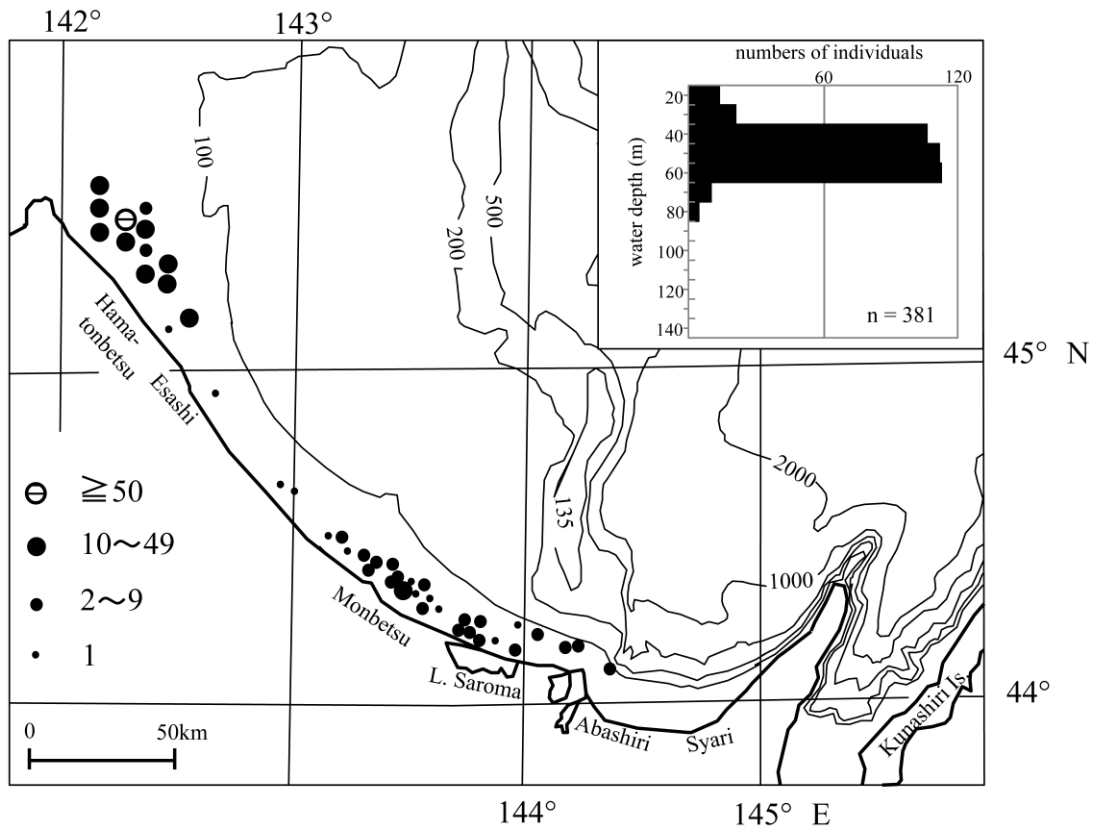 142°
143°
numbers of individuals
60
120
20
40
60
80
100
120
140
water depth (m)
n = 381
100
200
500
135
2000
1000
45° N
44°
Hama-
tonbetsu
Esashi
Monbetsu
L. Saroma
Abashiri
Syari
Kunashiri Is.
≧50
10～49
2～9
1
0
50km
144°
145° E